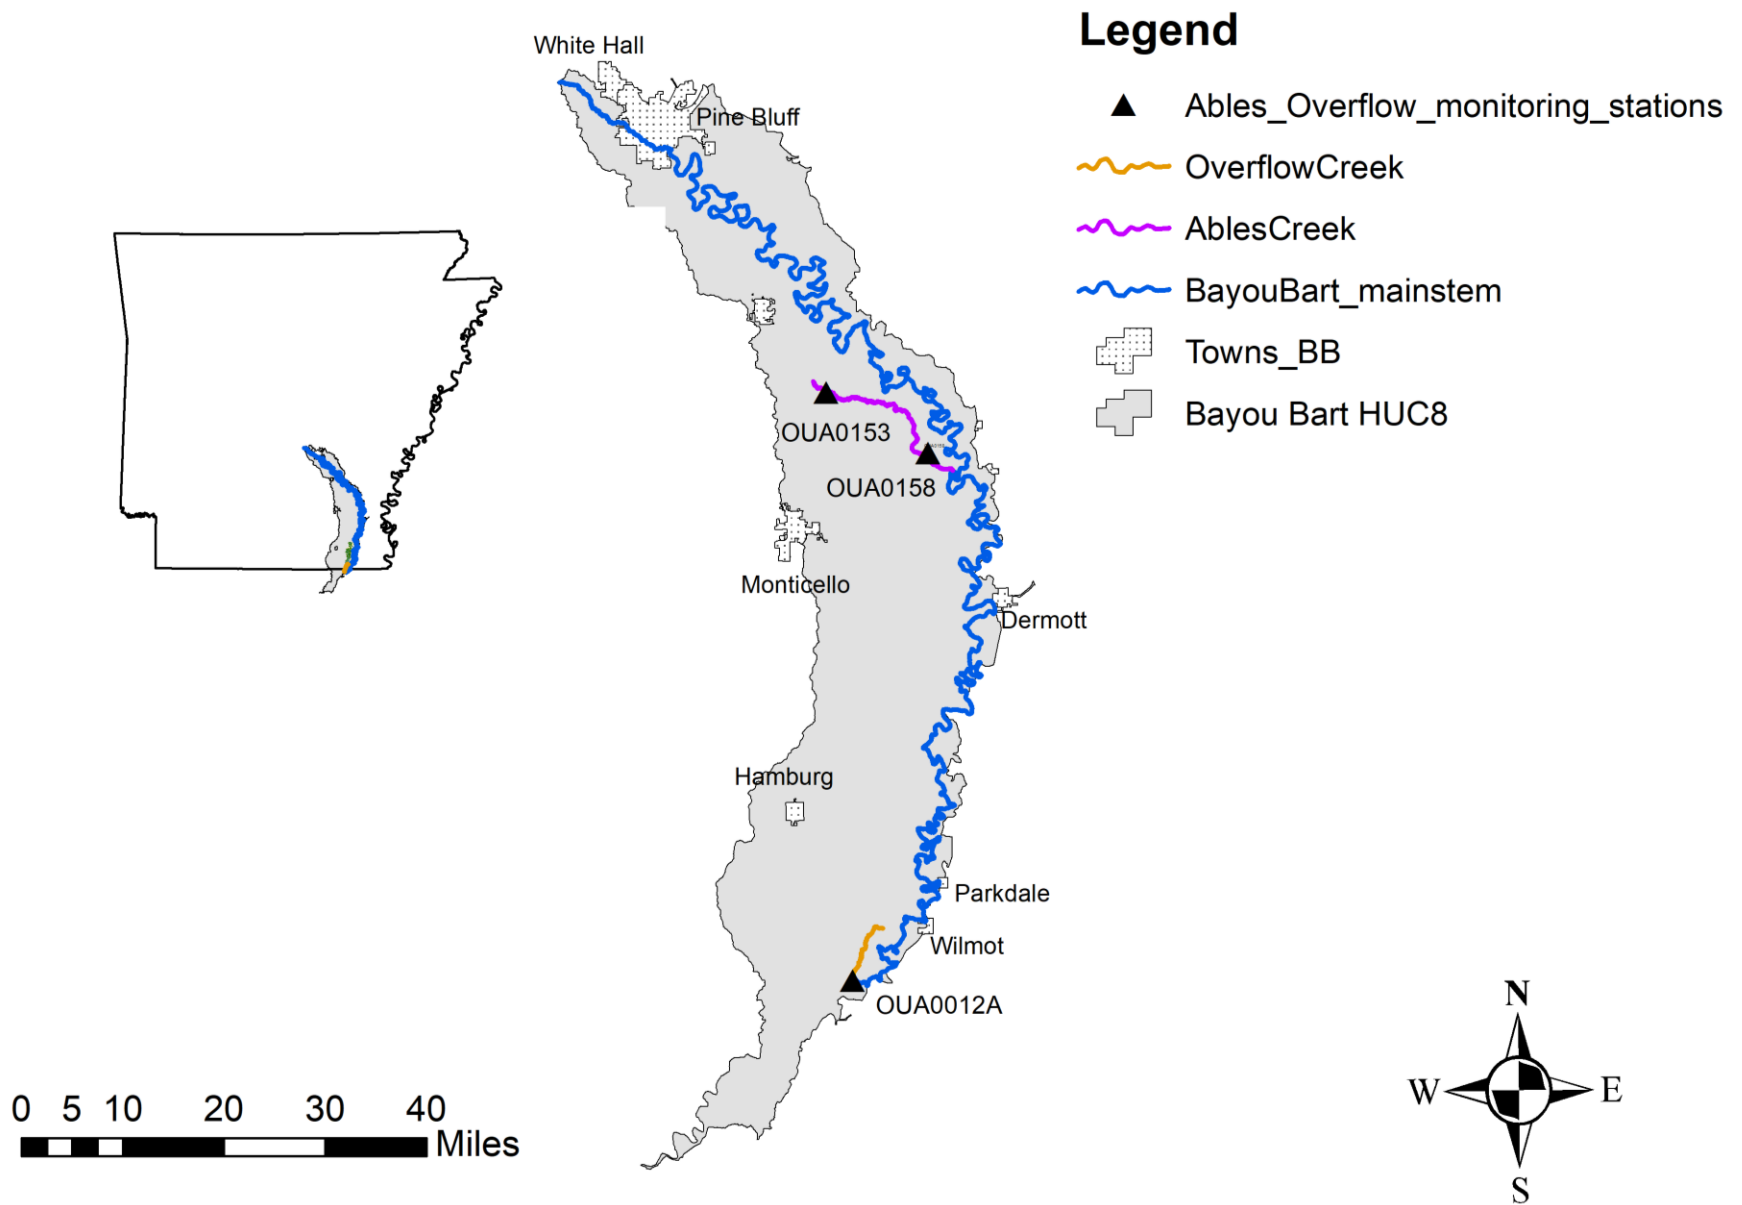 White Hall
Pine Bluff
OUA0153
OUA0158
Monticello
Dermott
Hamburg
Parkdale
Wilmot
OUA0012A
Legend
Ables_Overflow_monitoring_stations
OverflowCreek
AblesCreek
BayouBart_mainstem
Towns_BB
Bayou Bart HUC8
0 5 10 20 30 40
Miles
N
W E
S